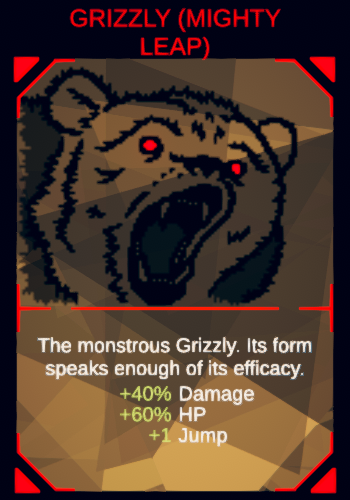 GRIZZLY (MIGHTY
LEAP)
The monstrous Grizzly. Its form
speaks enough of its efficacy.
+40% Damage
+60% HP
+1 Jump